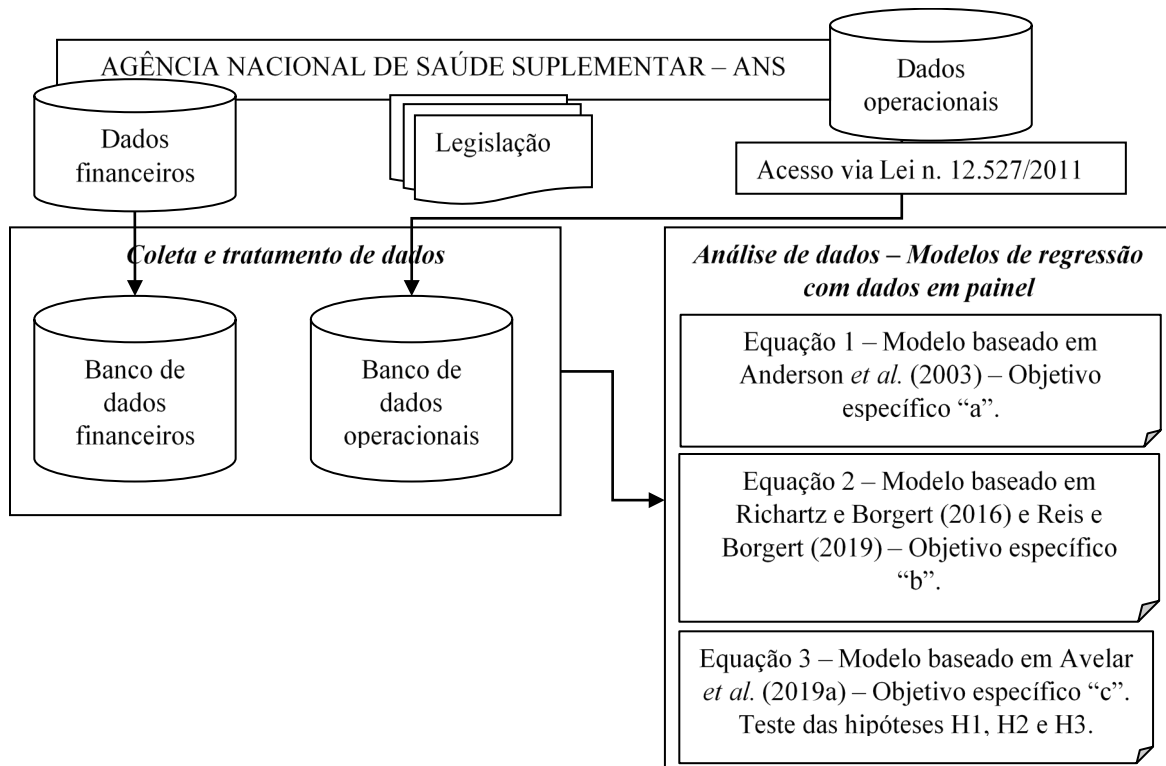 AGÊNCIA NACIONAL DE SAÚDE SUPLEMENTAR – ANS
Dados
operacionais
Dados
financeiros
Legislação
Acesso via Lei n. 12.527/2011
Coleta e tratamento de dados
Banco de
dados
financeiros
Banco de
dados
operacionais
Análise de dados – Modelos de regressão
com dados em painel
Equação 1 – Modelo baseado em
Anderson et al. (2003) – Objetivo
específico “a”.
Equação 2 – Modelo baseado em
Richartz e Borgert (2016) e Reis e
Borgert (2019) – Objetivo específico
“b”.
Equação 3 – Modelo baseado em Avelar
et al. (2019a) – Objetivo específico “c”.
Teste das hipóteses H1, H2 e H3.